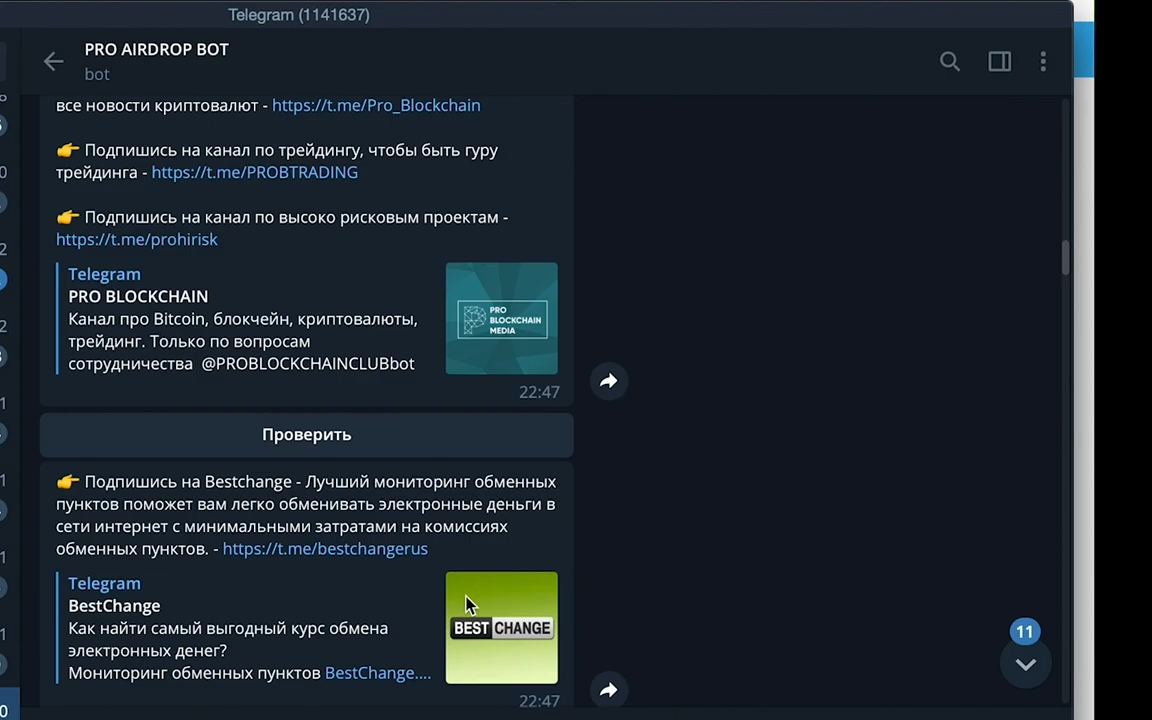 Telegram (1141637)
PRO AIRDROP BOT
bot
все новости криптовалют - https://t.me/Pro_Blockchain
👉 Подпишись на канал по трейдингу, чтобы быть гуру
трейдинга - https://t.me/PROBTRADING
👉 Подпишись на канал по высоко рисковым проектам -
https://t.me/prohirisk
Telegram
PRO BLOCKCHAIN
Канал про Bitcoin, блокчейн, криптовалюты,
трейдинг. Только по вопросам
сотрудничества @PROBLOCKCHAINCLUBbot
PRO
BLOCKCHAIN
MEDIA
22:47
Проверить
👉 Подпишись на Bestchange - Лучший мониторинг обменных
пунктов поможет вам легко обменивать электронные деньги в
сети интернет с минимальными затратами на комиссиях
обменных пунктов. - https://t.me/bestchangerus
Telegram
BestChange
Как найти самый выгодный курс обмена
электронных денег?
Мониторинг обменных пунктов BestChange....
BEST CHANGE
22:47
11